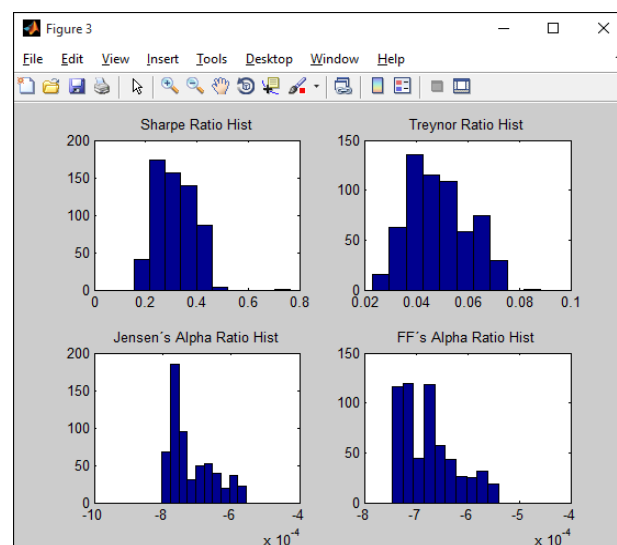 Figure 3
File Edit View Insert Tools Desktop Window Help
Sharpe Ratio Hist
200
150
100
50
0
0 0.2 0.4 0.6 0.8
Treynor Ratio Hist
150
100
50
0
0.02 0.04 0.06 0.08 0.1
Jensen´s Alpha Ratio Hist
200
150
100
50
0
-10 -8 -6 -4
x 10^-4
FF´s Alpha Ratio Hist
150
100
50
0
-8 -7 -6 -5 -4
x 10^-4